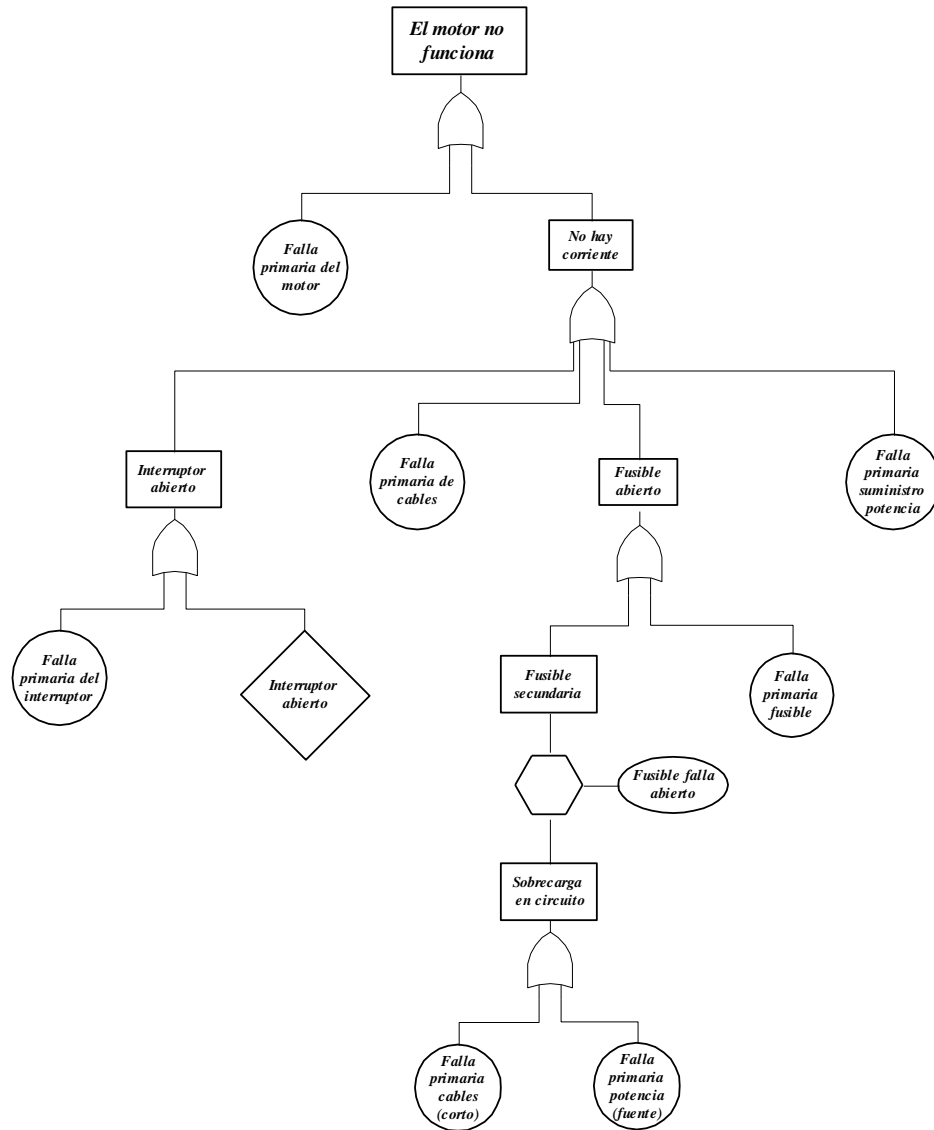 El motor no
funciona
Falla
primaria del
motor
No hay
corriente
Interruptor
abierto
Falla
primaria de
cables
Fusible
abierto
Falla
primaria
suministro
potencia
Falla
primaria del
interruptor
Interruptor
abierto
Fusible
secundaria
Falla
primaria
fusible
Fusible falla
abierto
Sobrecarga
en circuito
Falla
primaria
cables
(corto)
Falla
primaria
potencia
(fuente)